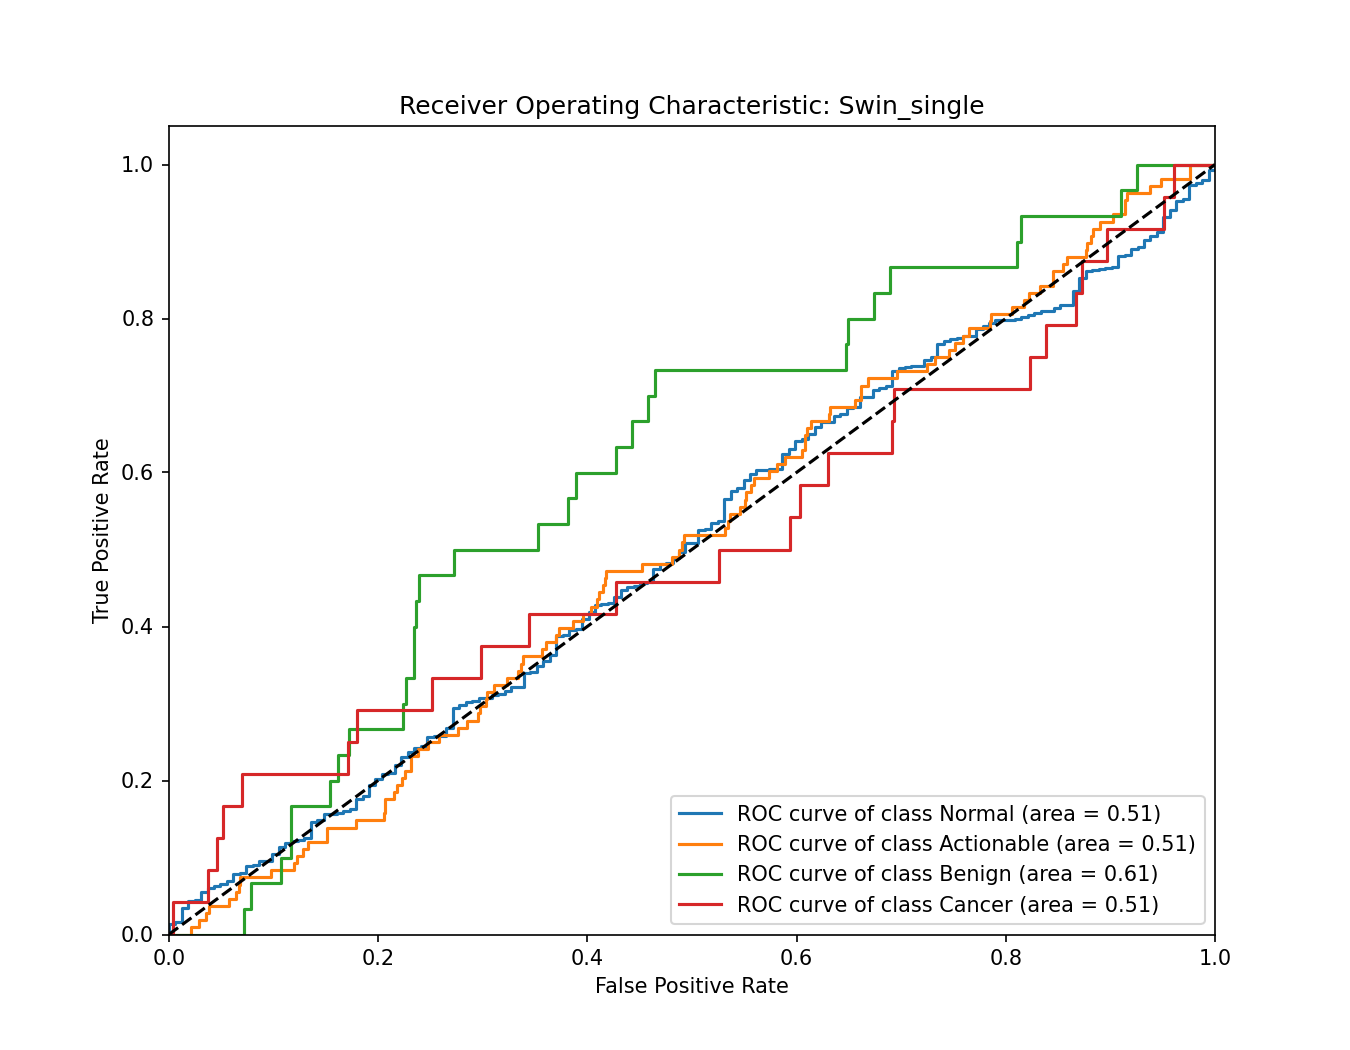 Receiver Operating Characteristic: Swin_single
1.0
0.8
0.6
0.4
0.2
0.0
True Positive Rate
ROC curve of class Normal (area = 0.51)
ROC curve of class Actionable (area = 0.51)
ROC curve of class Benign (area = 0.61)
ROC curve of class Cancer (area = 0.51)
0.0 0.2 0.4 0.6 0.8 1.0
False Positive Rate